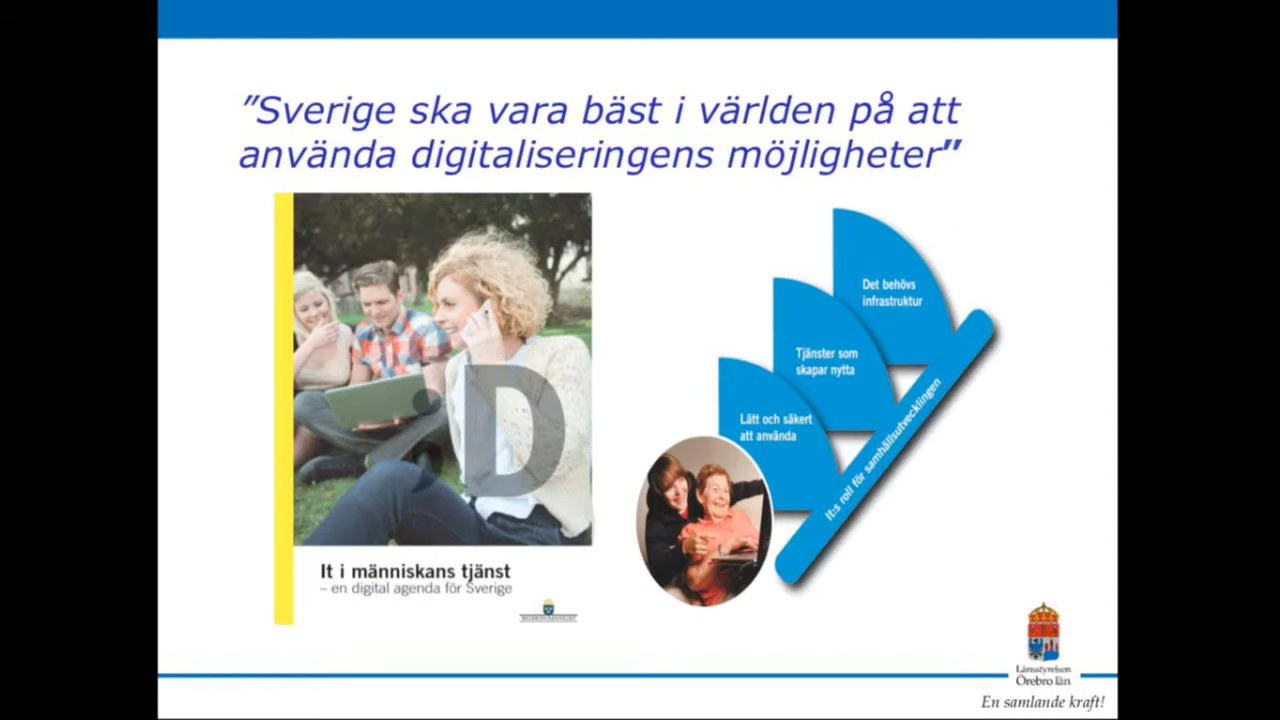 ”Sverige ska vara bäst i världen på att
använda digitaliseringens möjligheter”
:D
It i människans tjänst
– en digital agenda för Sverige
Det behövs
infrastruktur
Tjänster som
skapar nytta
Lätt och säkert
att använda
It:s roll för samhällsutvecklingen
Länsstyrelsen
Örebro län
En samlande kraft!